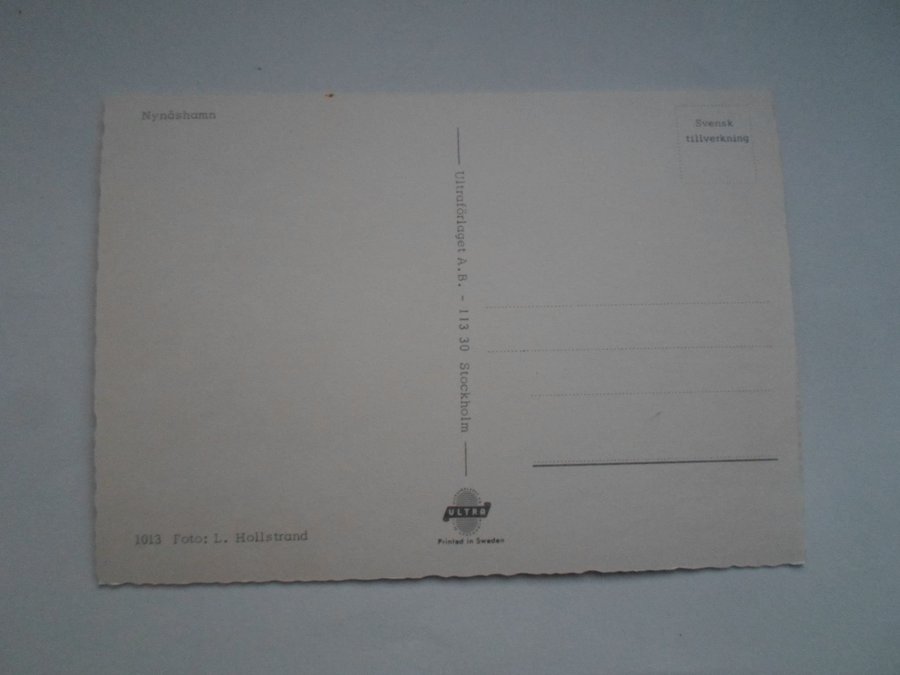 Nynäshamn
Svensk
tillverkning
Ultraförlaget A.B. - 113 30 Stockholm
1013 Foto: L. Hollstrand
ULTRA
Printed in Sweden